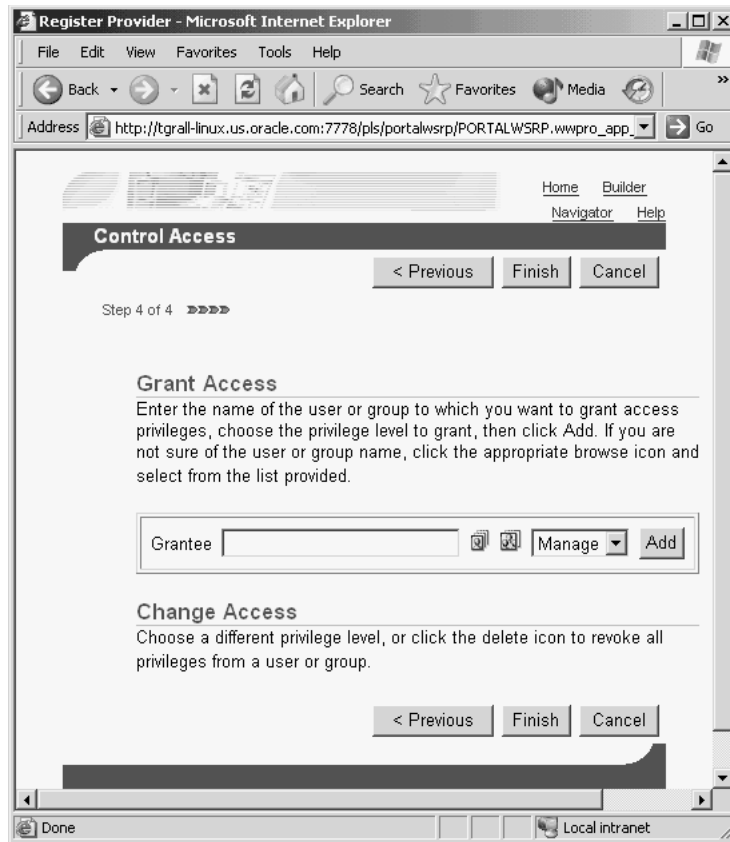 Register Provider - Microsoft Internet Explorer
File Edit View Favorites Tools Help
Back Search Favorites Media »
Address http://tgrall-linux.us.oracle.com:7778/pls/portalwsrp/PORTALWSRP.wwpro_app_ Go
Home Builder
Navigator Help
Control Access
< Previous Finish Cancel
Step 4 of 4
Grant Access
Enter the name of the user or group to which you want to grant access
privileges, choose the privilege level to grant, then click Add. If you are
not sure of the user or group name, click the appropriate browse icon and
select from the list provided.
Grantee Manage Add
Change Access
Choose a different privilege level, or click the delete icon to revoke all
privileges from a user or group.
< Previous Finish Cancel
Done Local intranet